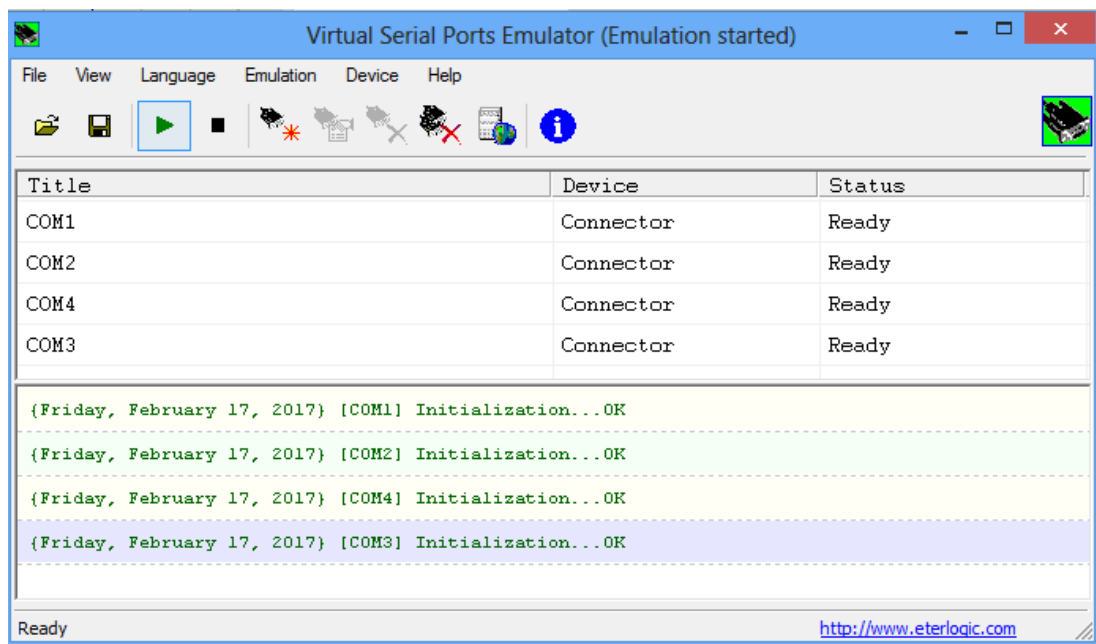 Virtual Serial Ports Emulator (Emulation started)
File View Language Emulation Device Help
Title Device Status
COM1 Connector Ready
COM2 Connector Ready
COM4 Connector Ready
COM3 Connector Ready
{Friday, February 17, 2017} [COM1] Initialization...OK
{Friday, February 17, 2017} [COM2] Initialization...OK
{Friday, February 17, 2017} [COM4] Initialization...OK
{Friday, February 17, 2017} [COM3] Initialization...OK
Ready http://www.eterlogic.com